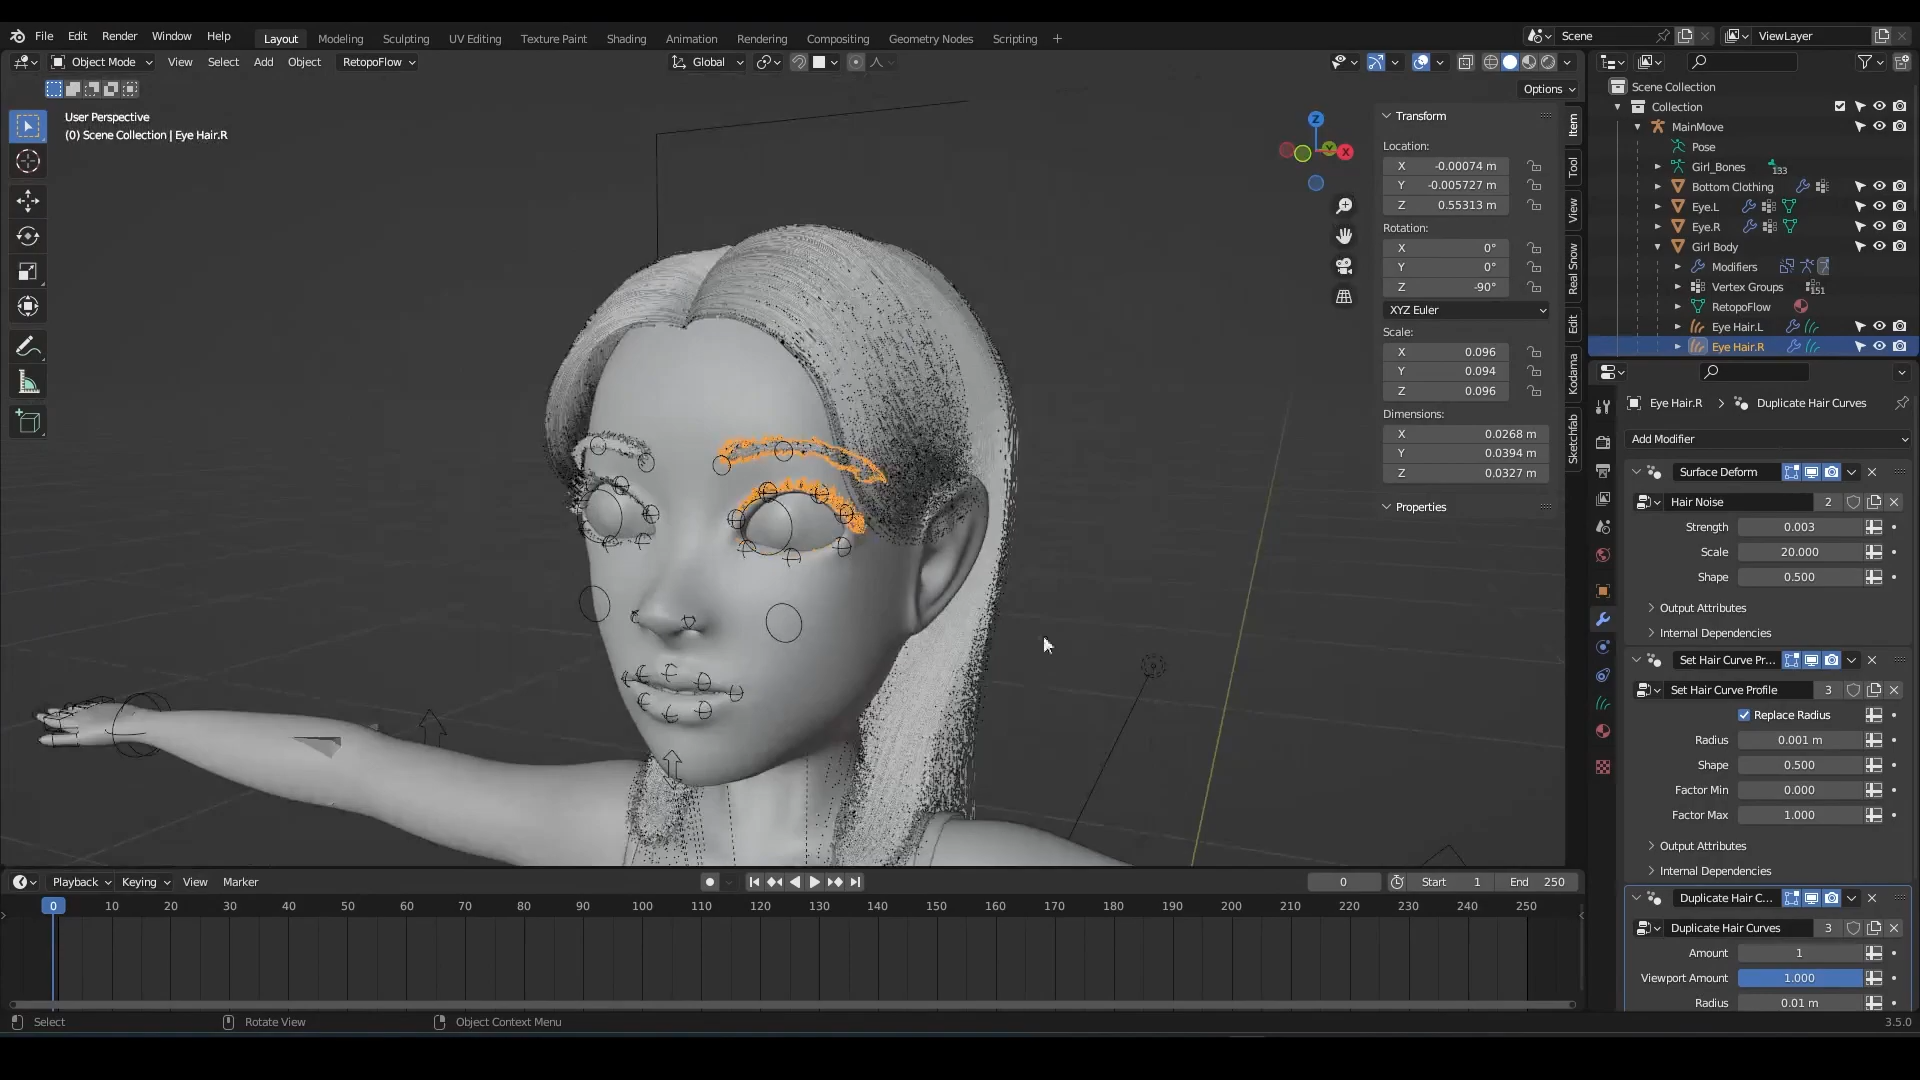 File Edit Render Window Help Layout Modeling Sculpting UV Editing Texture Paint Shading Animation Rendering Compositing Geometry Nodes Scripting + Scene ViewLayer
Object Mode View Select Add Object RetopoFlow Global
Options
User Perspective
(0) Scene Collection | Eye Hair.R
Z
X
Y
Transform
Location:
X -0.00074 m
Y -0.005727 m
Z 0.55313 m
Rotation:
X 0°
Y 0°
Z -90°
XYZ Euler
Scale:
X 0.096
Y 0.094
Z 0.096
Dimensions:
X 0.0268 m
Y 0.0394 m
Z 0.0327 m
Properties
Item
Tool
View
Real Snow
Edit
Kodama
Sketchfab
Scene Collection
Collection
MainMove
Pose
Girl_Bones 133
Bottom Clothing
Eye.L
Eye.R
Girl Body
Modifiers
Vertex Groups 151
RetopoFlow
Eye Hair.L
Eye Hair.R
Eye Hair.R > Duplicate Hair Curves
Add Modifier
Surface Deform
Hair Noise 2
Strength 0.003
Scale 20.000
Shape 0.500
Output Attributes
Internal Dependencies
Set Hair Curve Pr...
Set Hair Curve Profile 3
Replace Radius
Radius 0.001 m
Shape 0.500
Factor Min 0.000
Factor Max 1.000
Output Attributes
Internal Dependencies
Duplicate Hair C...
Duplicate Hair Curves 3
Amount 1
Viewport Amount 1.000
Radius 0.01 m
Playback Keying View Marker 0 Start 1 End 250
0 10 20 30 40 50 60 70 80 90 100 110 120 130 140 150 160 170 180 190 200 210 220 230 240 250
Select Rotate View Object Context Menu 3.5.0